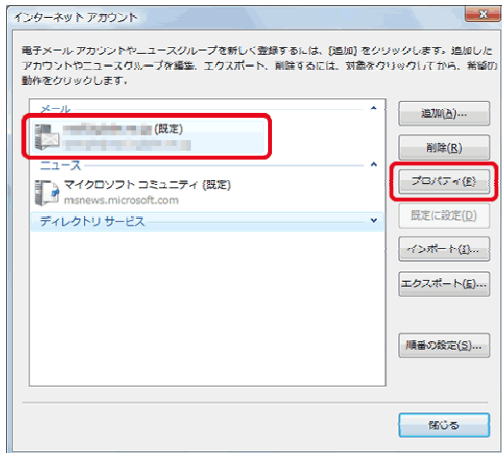 インターネット アカウント
電子メール アカウントやニュースグループを新しく登録するには、[追加] をクリックします。追加した
アカウントやニュースグループを編集、エクスポート、削除するには、対象をクリックしてから、希望の
動作をクリックします。
メール
(既定)
ニュース
マイクロソフト コミュニティ (既定)
msnews.microsoft.com
ディレクトリ サービス
追加(A)...
削除(R)
プロパティ(P)
既定に設定(D)
インポート(I)...
エクスポート(E)...
順番の設定(S)...
閉じる